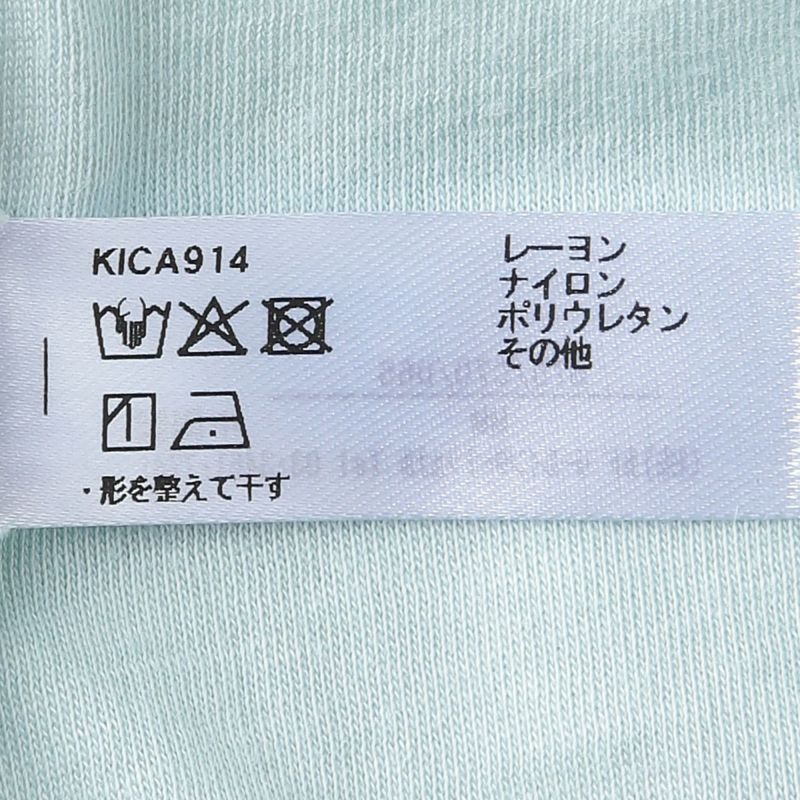 KICA914
・形を整えて干す
レーヨン
ナイロン
ポリウレタン
その他